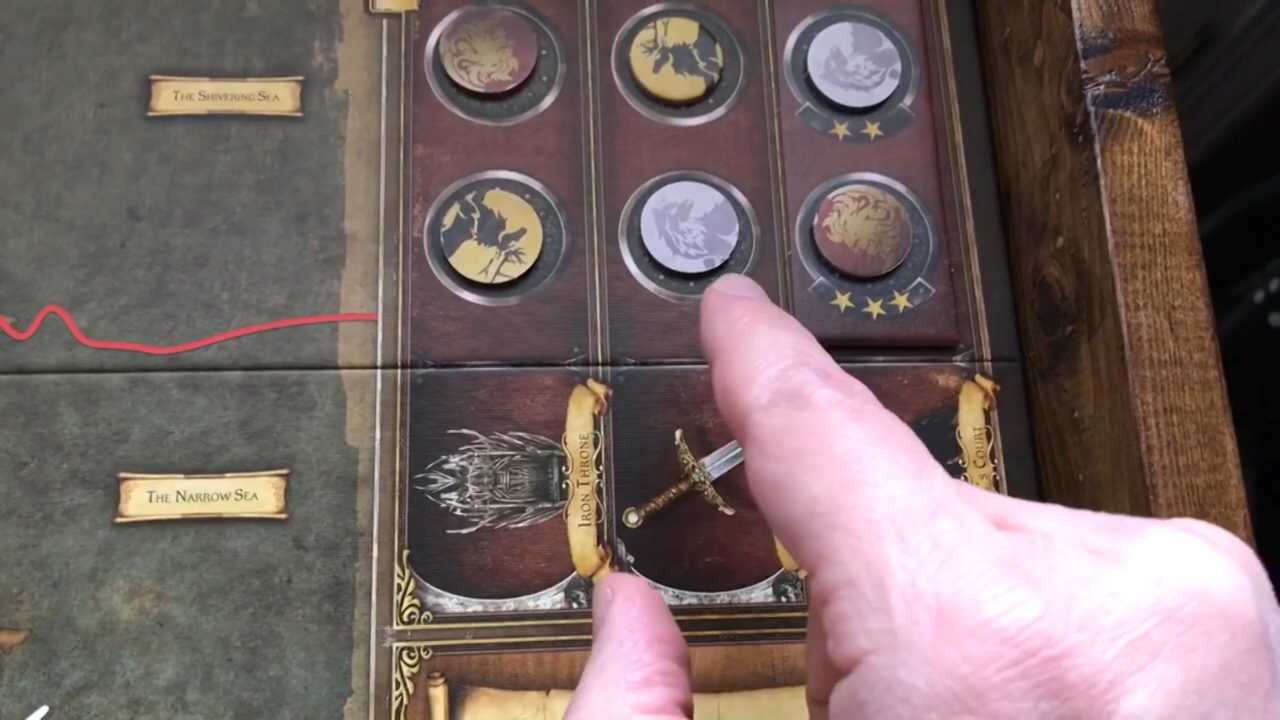 THE SHIVERING SEA
THE NARROW SEA
IRON THRONE
S COURT